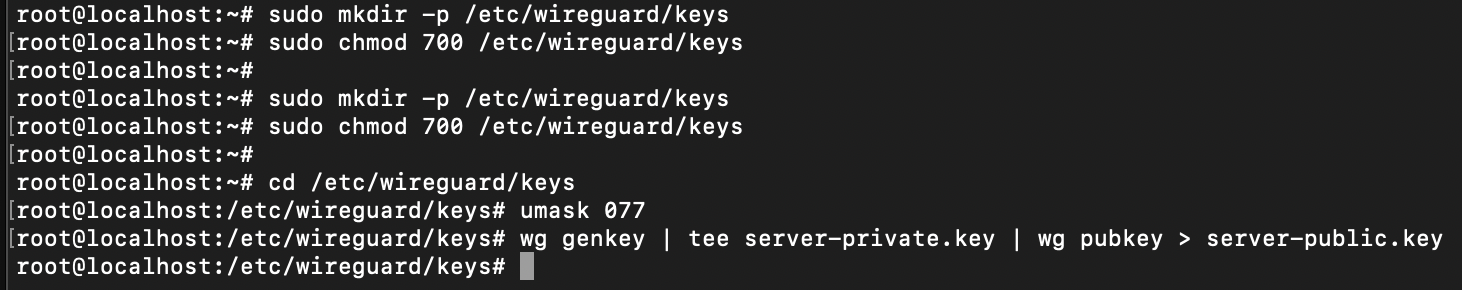 root@localhost:~# sudo mkdir -p /etc/wireguard/keys
[root@localhost:~# sudo chmod 700 /etc/wireguard/keys
[root@localhost:~#
root@localhost:~# sudo mkdir -p /etc/wireguard/keys
[root@localhost:~# sudo chmod 700 /etc/wireguard/keys
[root@localhost:~#
root@localhost:~# cd /etc/wireguard/keys
[root@localhost:/etc/wireguard/keys# umask 077
[root@localhost:/etc/wireguard/keys# wg genkey | tee server-private.key | wg pubkey > server-public.key
root@localhost:/etc/wireguard/keys#